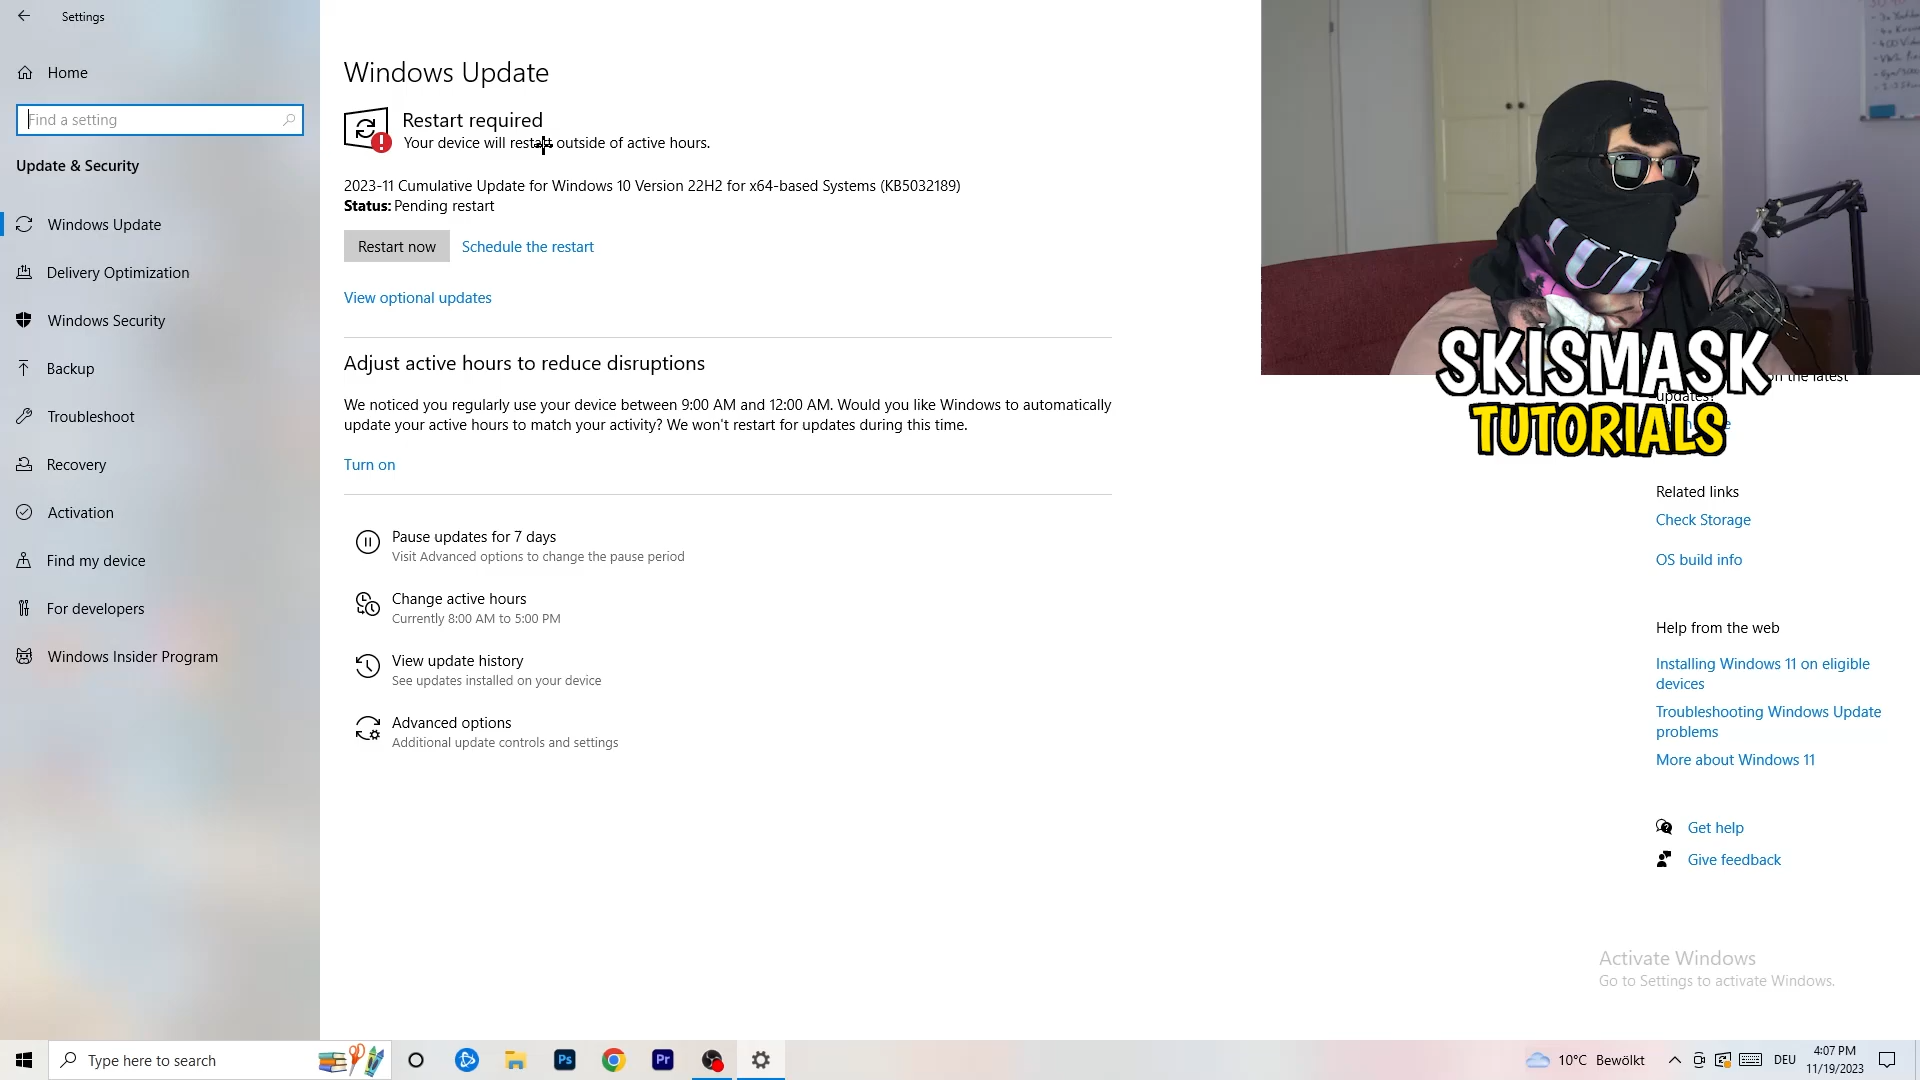 Settings
Home
Find a setting
Update & Security
Windows Update
Delivery Optimization
Windows Security
Backup
Troubleshoot
Recovery
Activation
Find my device
For developers
Windows Insider Program
Windows Update
Restart required
Your device will restart outside of active hours.
2023-11 Cumulative Update for Windows 10 Version 22H2 for x64-based Systems (KB5032189)
Status: Pending restart
Restart now
Schedule the restart
View optional updates
Adjust active hours to reduce disruptions
We noticed you regularly use your device between 9:00 AM and 12:00 AM. Would you like Windows to automatically
update your active hours to match your activity? We won't restart for updates during this time.
Turn on
Pause updates for 7 days
Visit Advanced options to change the pause period
Change active hours
Currently 8:00 AM to 5:00 PM
View update history
See updates installed on your device
Advanced options
Additional update controls and settings
SKISMASK
TUTORIALS
on the latest
updates?
Related links
Check Storage
OS build info
Help from the web
Installing Windows 11 on eligible
devices
Troubleshooting Windows Update
problems
More about Windows 11
Get help
Give feedback
Activate Windows
Go to Settings to activate Windows.
Type here to search
Ps
Pr
10°C Bewölkt
DEU
4:07 PM
11/19/2023